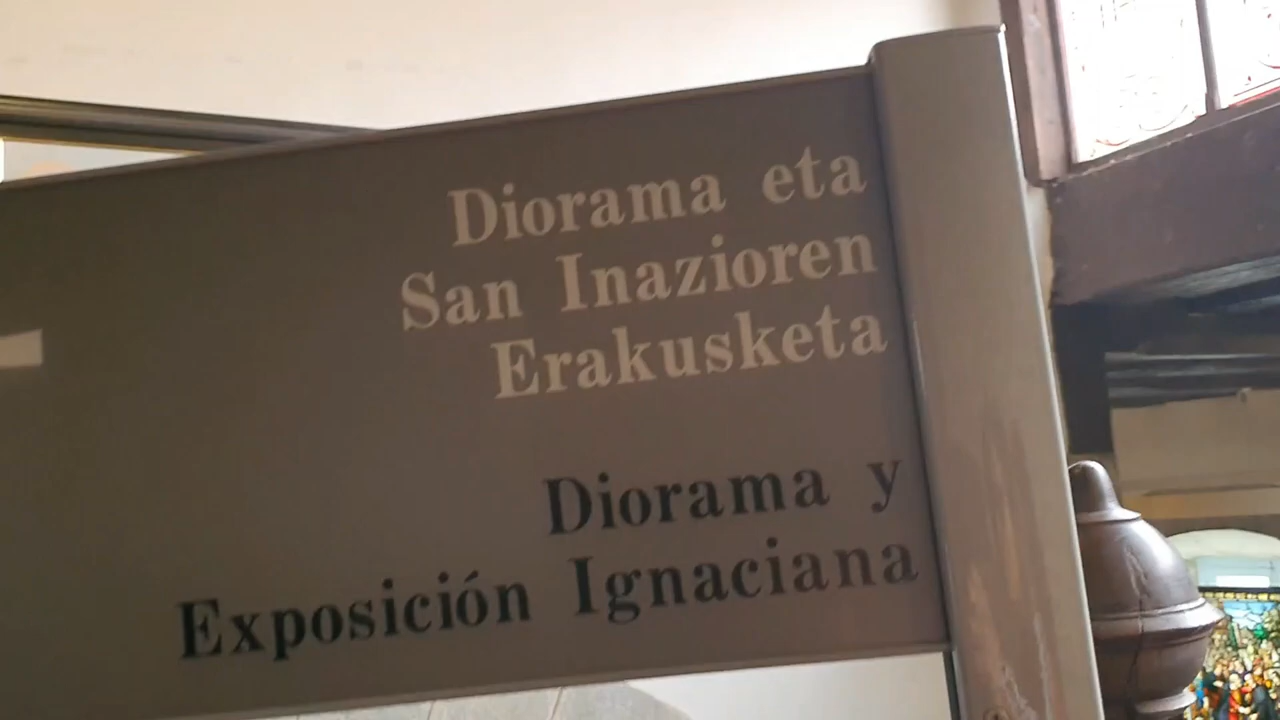 Diorama eta
San Inazioren
Erakusketa
Diorama y
Exposición Ignaciana